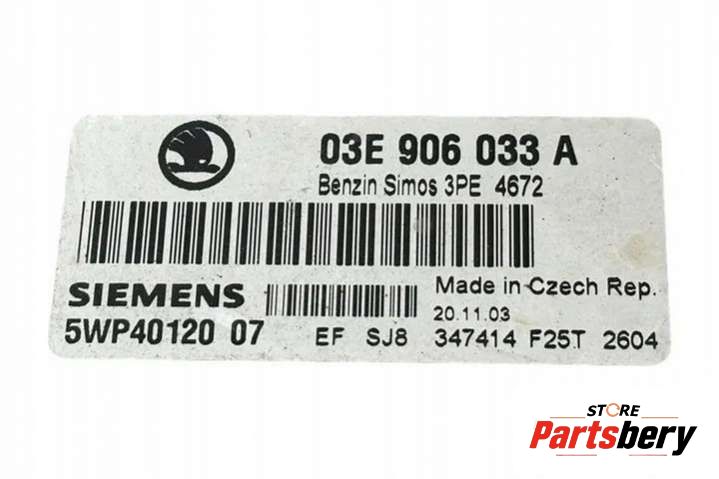 03E 906 033 A
Benzin Simos 3PE 4672
SIEMENS
Made in Czech Rep.
20.11.03
5WP40120 07 EF SJ8 347414 F25T 2604
STORE
Partsbery